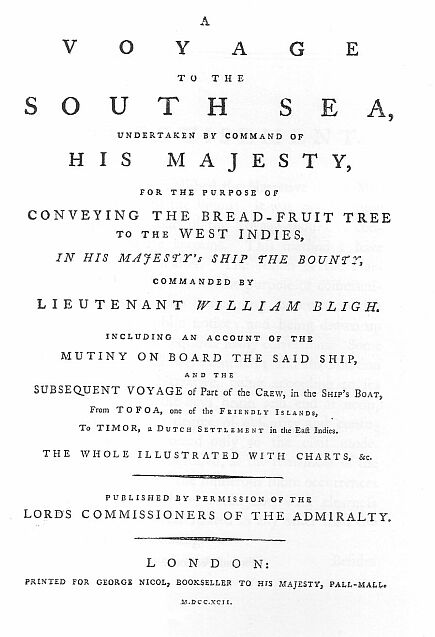 A
VOYAGE
TO THE
SOUTH SEA,
UNDERTAKEN BY COMMAND OF
HIS MAJESTY,
FOR THE PURPOSE OF
CONVEYING THE BREAD-FRUIT TREE
TO THE WEST INDIES,
IN HIS MAJESTY's SHIP THE BOUNTY,
COMMANDED BY
LIEUTENANT WILLIAM BLIGH.
INCLUDING AN ACCOUNT OF THE
MUTINY ON BOARD THE SAID SHIP,
AND THE
SUBSEQUENT VOYAGE of Part of the CREW, in the SHIP'S BOAT,
From TOFOA, one of the FRIENDLY ISLANDS,
To TIMOR, a DUTCH SETTLEMENT in the East Indies.
THE WHOLE ILLUSTRATED WITH CHARTS, &c.
PUBLISHED BY PERMISSION OF THE
LORDS COMMISSIONERS OF THE ADMIRALTY.
LONDON:
PRINTED FOR GEORGE NICOL, BOOKSELLER TO HIS MAJESTY, PALL-MALL.
M.DCC.XCII.